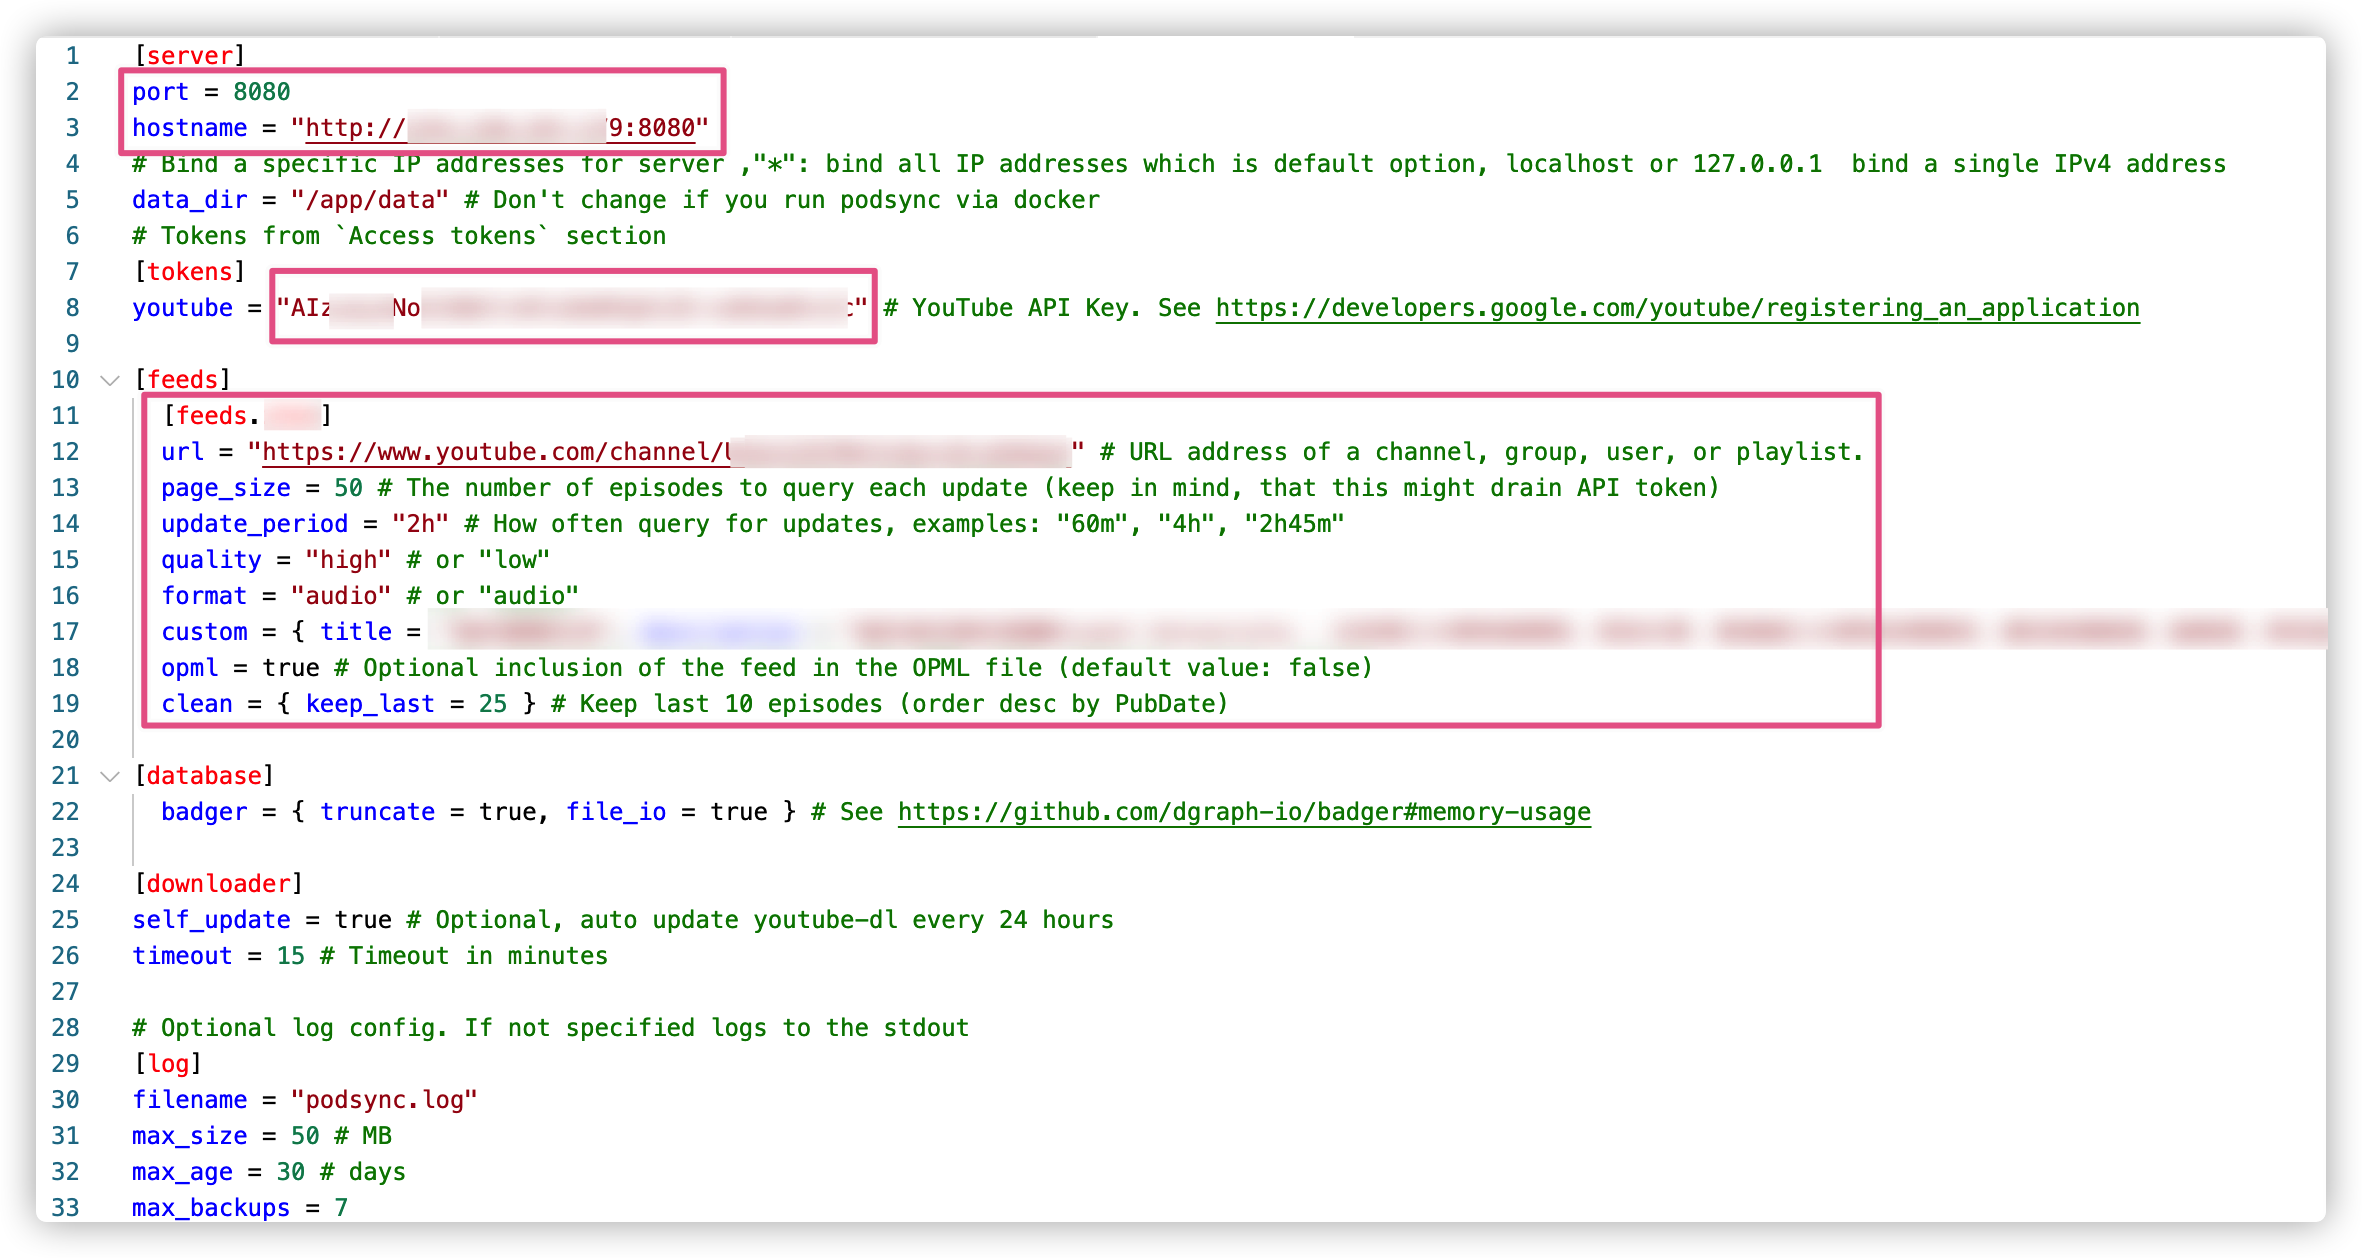 1 [server]
2 port = 8080
3 hostname = "http:// 9:8080"
4 # Bind a specific IP addresses for server ,"*": bind all IP addresses which is default option, localhost or 127.0.0.1  bind a single IPv4 address
5 data_dir = "/app/data" # Don't change if you run podsync via docker
6 # Tokens from `Access tokens` section
7 [tokens]
8 youtube = "AIz No c" # YouTube API Key. See https://developers.google.com/youtube/registering_an_application
9
10 [feeds]
11 [feeds. ]
12 url = "https://www.youtube.com/channel/U " # URL address of a channel, group, user, or playlist.
13 page_size = 50 # The number of episodes to query each update (keep in mind, that this might drain API token)
14 update_period = "2h" # How often query for updates, examples: "60m", "4h", "2h45m"
15 quality = "high" # or "low"
16 format = "audio" # or "audio"
17 custom = { title =
18 opml = true # Optional inclusion of the feed in the OPML file (default value: false)
19 clean = { keep_last = 25 } # Keep last 10 episodes (order desc by PubDate)
20
21 [database]
22 badger = { truncate = true, file_io = true } # See https://github.com/dgraph-io/badger#memory-usage
23
24 [downloader]
25 self_update = true # Optional, auto update youtube-dl every 24 hours
26 timeout = 15 # Timeout in minutes
27
28 # Optional log config. If not specified logs to the stdout
29 [log]
30 filename = "podsync.log"
31 max_size = 50 # MB
32 max_age = 30 # days
33 max_backups = 7